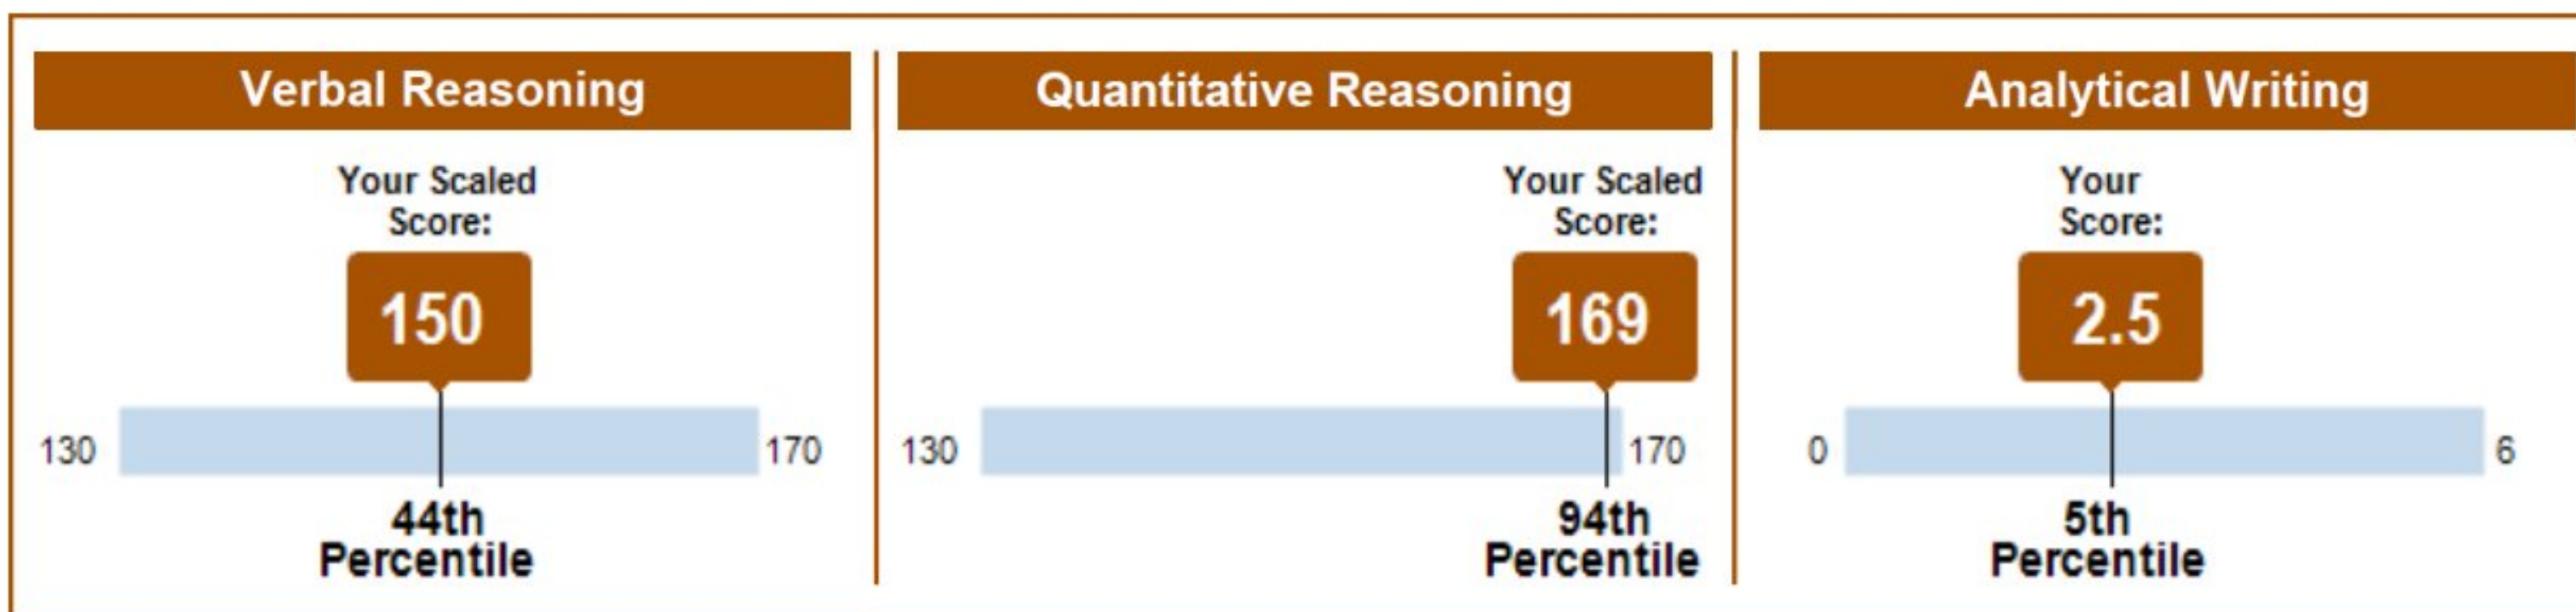 Verbal Reasoning
Your Scaled
Score:
150
130
170
44th
Percentile
Quantitative Reasoning
Your Scaled
Score:
169
130
170
94th
Percentile
Analytical Writing
Your
Score:
2.5
0
6
5th
Percentile